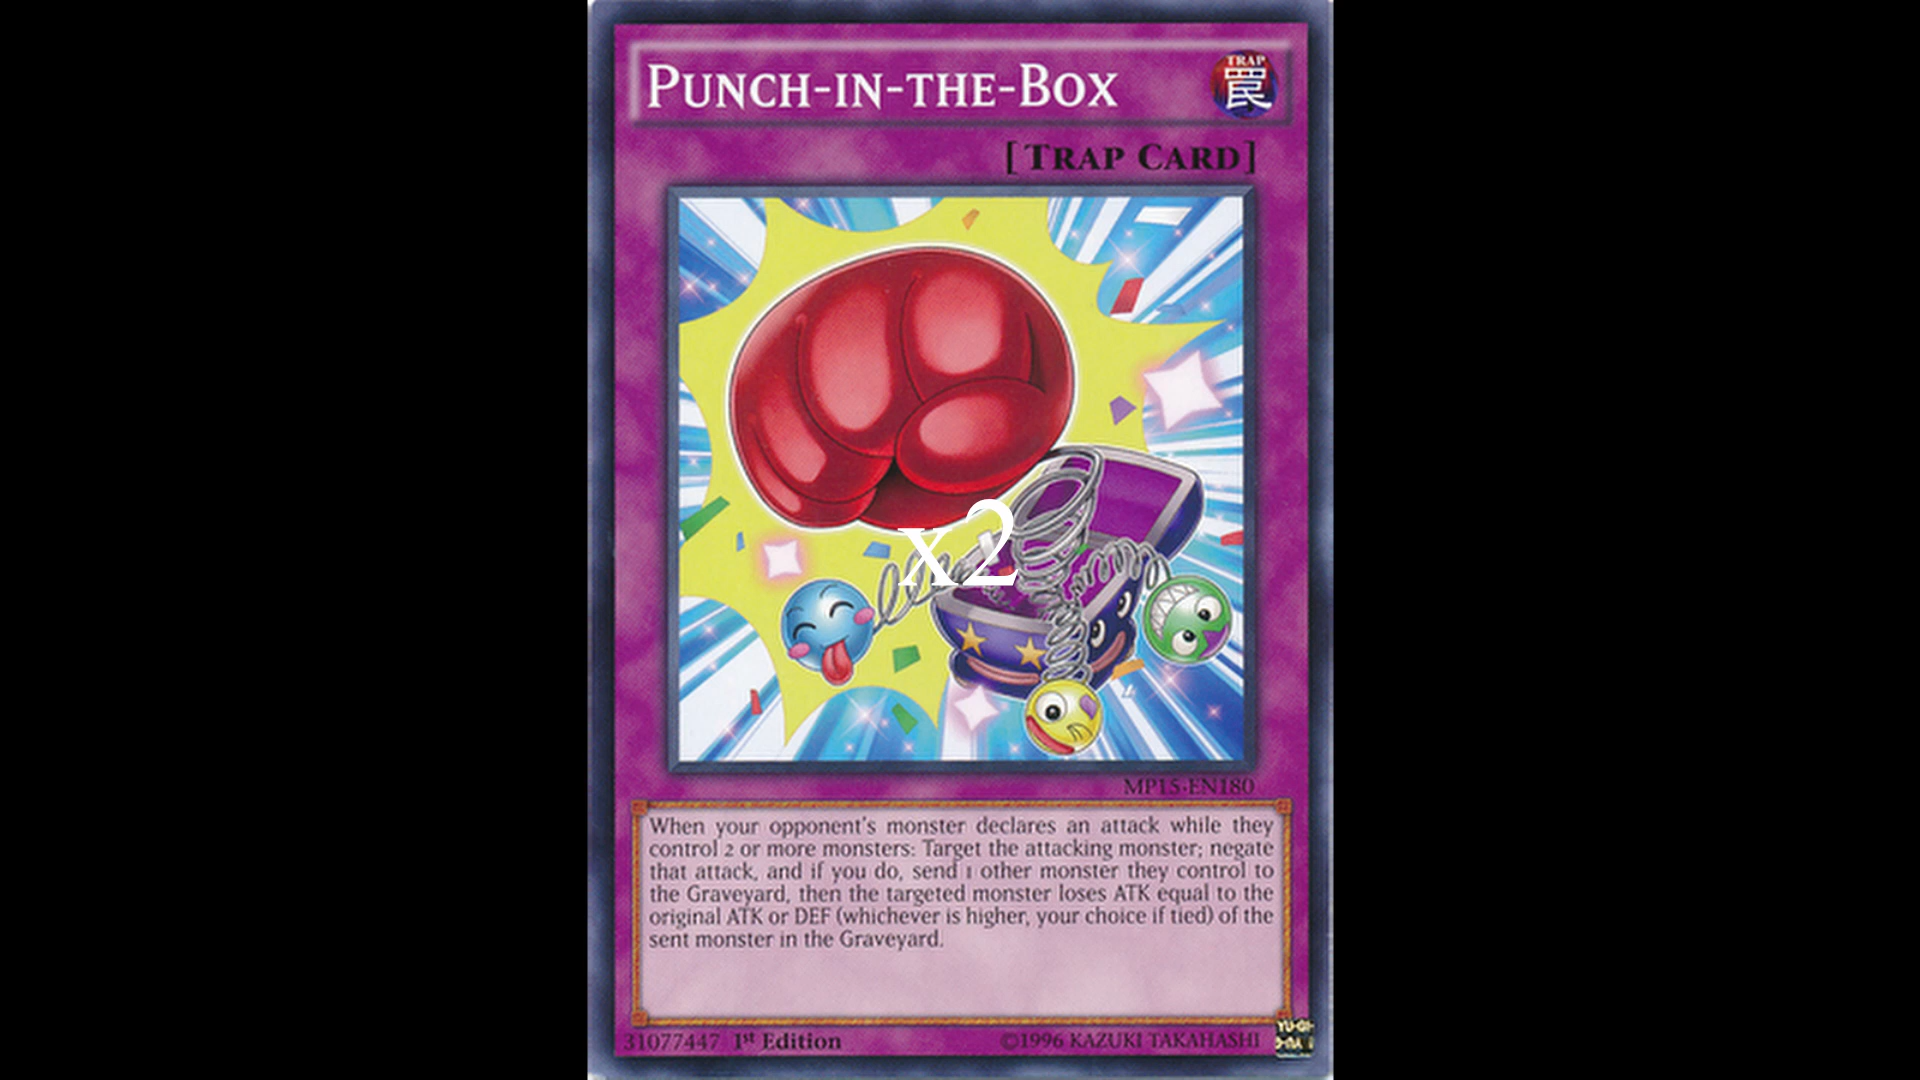 PUNCH-IN-THE-BOX
TRAP
罠
[TRAP CARD]
x2
MP15-EN180
When your opponent's monster declares an attack while they
control 2 or more monsters: Target the attacking monster; negate
that attack, and if you do, send 1 other monster they control to
the Graveyard, then the targeted monster loses ATK equal to the
original ATK or DEF (whichever is higher, your choice if tied) of the
sent monster in the Graveyard.
31077447 1st Edition
©1996 KAZUKI TAKAHASHI